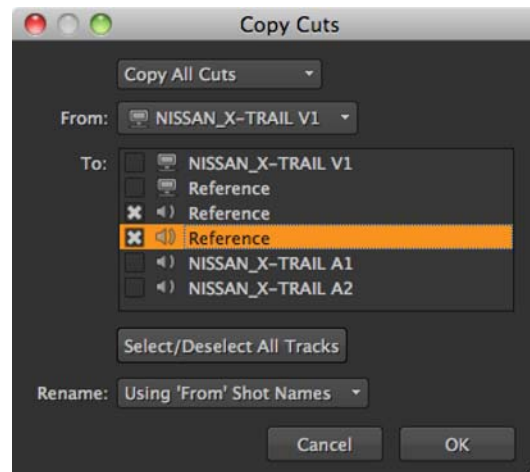 Copy Cuts
Copy All Cuts
From: NISSAN_X-TRAIL V1
To: NISSAN_X-TRAIL V1
Reference
Reference
Reference
NISSAN_X-TRAIL A1
NISSAN_X-TRAIL A2
Select/Deselect All Tracks
Rename: Using 'From' Shot Names
Cancel OK